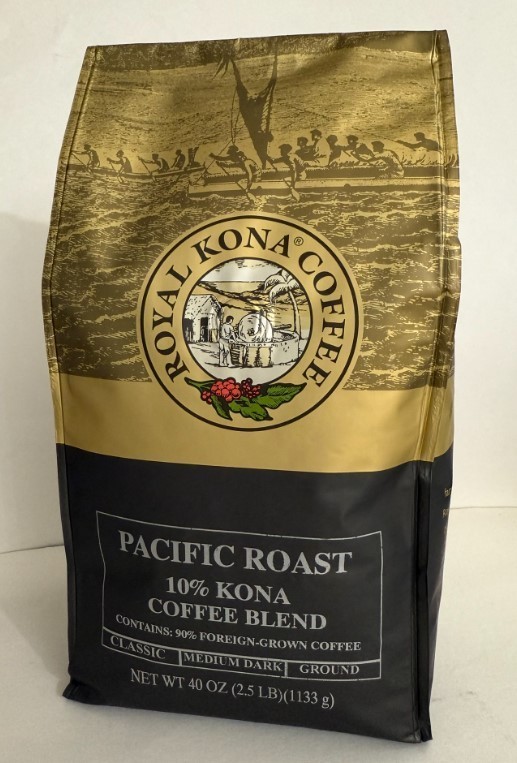 ROYAL KONA COFFEE®
PACIFIC ROAST
10% KONA
COFFEE BLEND
CONTAINS: 90% FOREIGN-GROWN COFFEE
CLASSIC MEDIUM DARK GROUND
NET WT 40 OZ (2.5 LB)(1133 g)